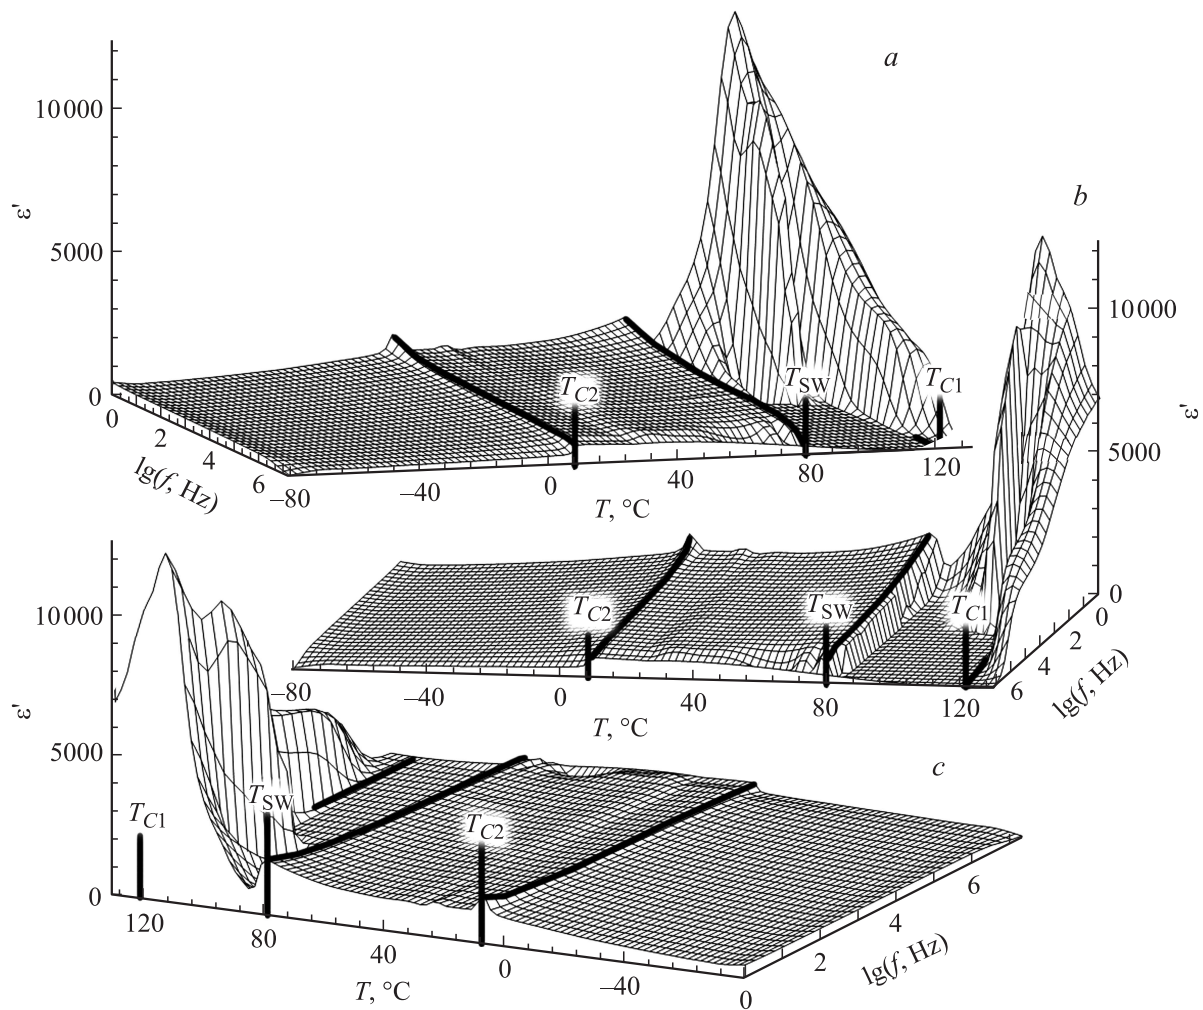 a
10000
5000
0
ε'
T_C2
T_SW
T_C1
0
2
4
6
lg(f, Hz)
–80
–40
0
40
80
120
T, °C
b
10000
5000
0
ε'
T_C2
T_SW
T_C1
–80
–40
0
40
80
120
T, °C
6
4
2
0
lg(f, Hz)
c
10000
5000
0
ε'
T_C1
T_SW
T_C2
120
80
40
0
–40
T, °C
0
2
4
6
lg(f, Hz)